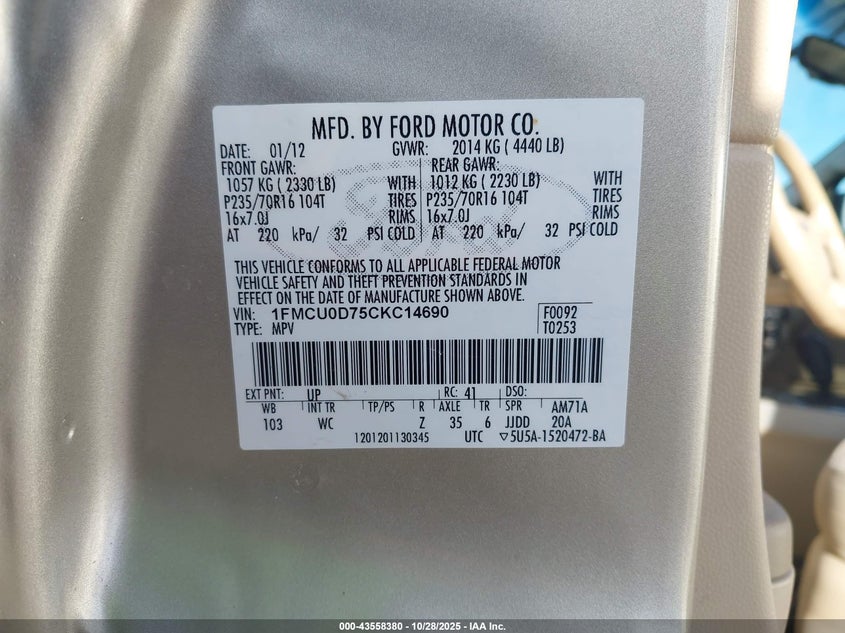 MFD. BY FORD MOTOR CO.
DATE: 01/12 GVWR: 2014 KG ( 4440 LB)
FRONT GAWR: REAR GAWR:
1057 KG ( 2330 LB) WITH 1012 KG ( 2230 LB) WITH
P235/70R16 104T TIRES P235/70R16 104T TIRES
16x7.0J RIMS 16x7.0J RIMS
AT 220 kPa/ 32 PSI COLD AT 220 kPa/ 32 PSI COLD
THIS VEHICLE CONFORMS TO ALL APPLICABLE FEDERAL MOTOR
VEHICLE SAFETY AND THEFT PREVENTION STANDARDS IN
EFFECT ON THE DATE OF MANUFACTURE SHOWN ABOVE.
VIN: 1FMCU0D75CKC14690 F0092
TYPE: MPV T0253
EXT PNT: UP RC: 41 DSO:
WB INT TR TP/PS R AXLE TR SPR AM71A
103 WC Z 35 6 JJDD 20A
1201201130345 UTC ▽5U5A-1520472-BA
000-43558380 | 10/28/2025 - IAA Inc.